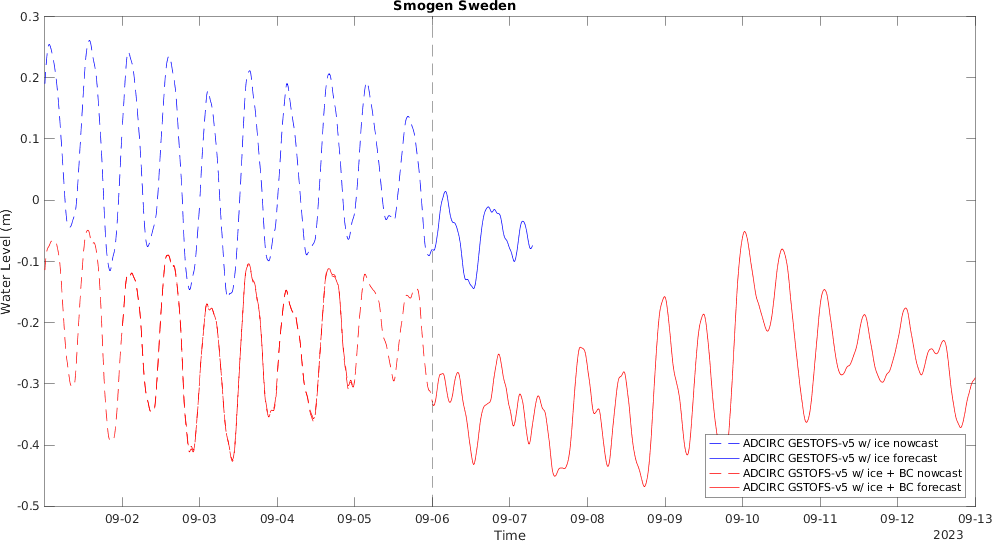 Smogen Sweden
0.3
0.2
0.1
0
-0.1
-0.2
-0.3
-0.4
-0.5
Water Level (m)
09-02 09-03 09-04 09-05 09-06 09-07 09-08 09-09 09-10 09-11 09-12 09-13
Time
2023
ADCIRC GESTOFS-v5 w/ ice nowcast
ADCIRC GESTOFS-v5 w/ ice forecast
ADCIRC GSTOFS-v5 w/ ice + BC nowcast
ADCIRC GSTOFS-v5 w/ ice + BC forecast